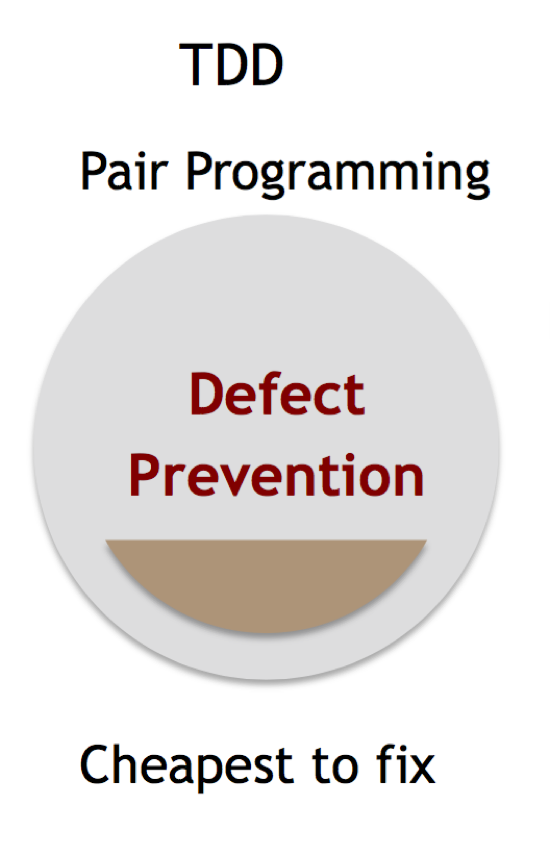 TDD
Pair Programming
Defect
Prevention
Cheapest to fix